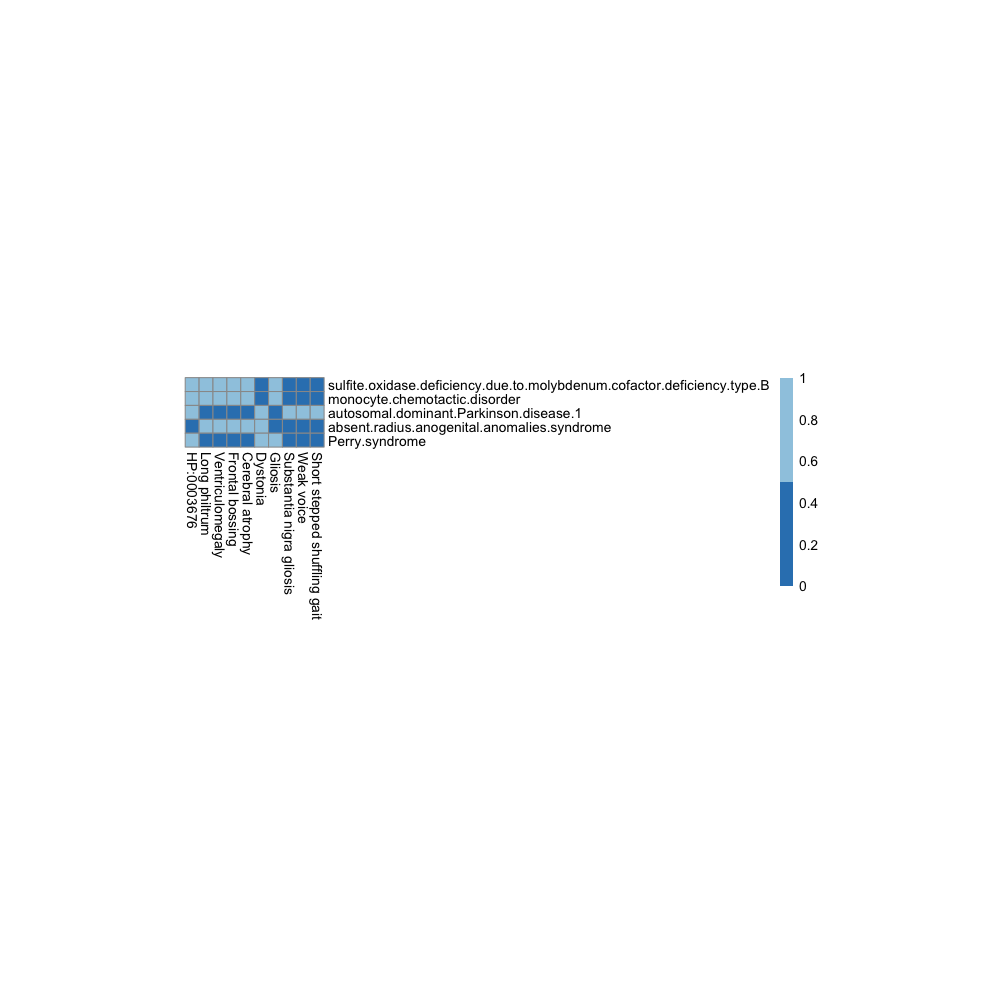 sulfite.oxidase.deficiency.due.to.molybdenum.cofactor.deficiency.type.B
monocyte.chemotactic.disorder
autosomal.dominant.Parkinson.disease.1
absent.radius.anogenital.anomalies.syndrome
Perry.syndrome
HP:0003676
Long philtrum
Ventriculomegaly
Frontal bossing
Cerebral atrophy
Dystonia
Gliosis
Substantia nigra gliosis
Weak voice
Short stepped shuffling gait
1
0.8
0.6
0.4
0.2
0